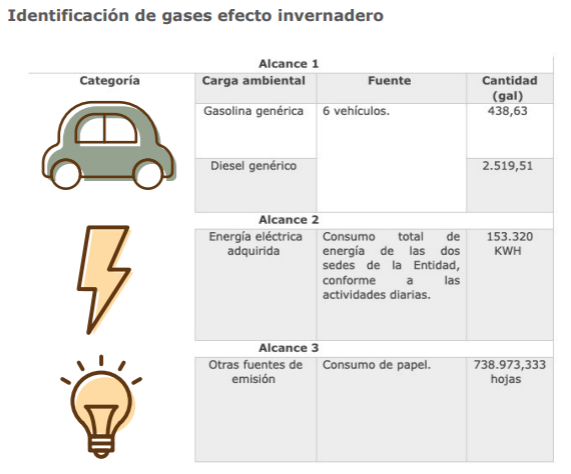 Identificación de gases efecto invernadero
Alcance 1
Categoría Carga ambiental Fuente Cantidad
(gal)
Gasolina genérica 6 vehículos. 438,63
Diesel genérico 2.519,51
Alcance 2
Energía eléctrica Consumo total de 153.320
adquirida energía de las dos KWH
sedes de la Entidad,
conforme a las
actividades diarias.
Alcance 3
Otras fuentes de Consumo de papel. 738.973,333
emisión hojas